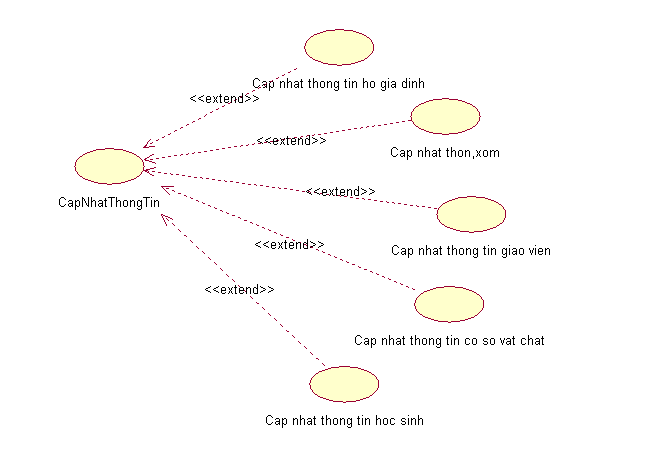 Cap nhat thong tin ho gia dinh
<<extend>>
<<extend>>
Cap nhat thon,xom
<<extend>>
CapNhatThongTin
<<extend>>
Cap nhat thong tin giao vien
<<extend>>
Cap nhat thong tin co so vat chat
Cap nhat thong tin hoc sinh